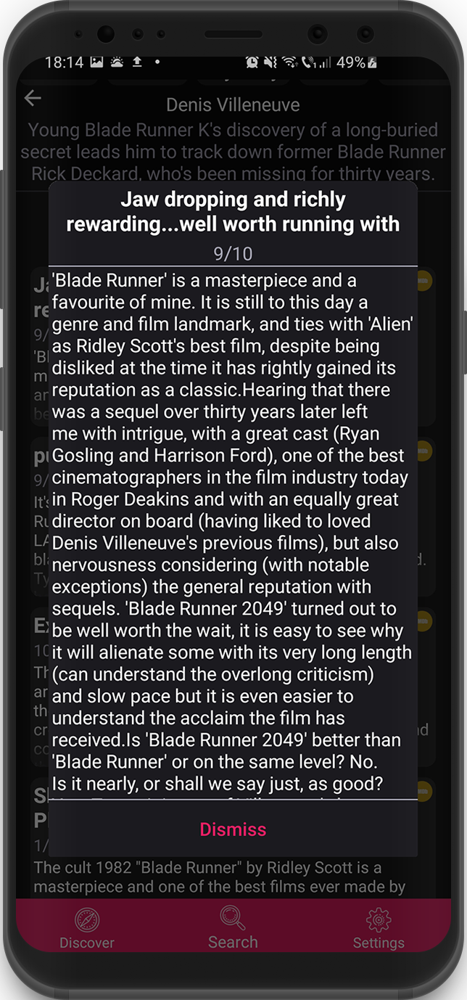 18:14
49%
Denis Villeneuve
Young Blade Runner K's discovery of a long-buried
secret leads him to track down former Blade Runner
Rick Deckard, who's been missing for thirty years.
Jaw dropping and richly
rewarding...well worth running with
9/10
'Blade Runner' is a masterpiece and a
favourite of mine. It is still to this day a
genre and film landmark, and ties with 'Alien'
as Ridley Scott's best film, despite being
disliked at the time it has rightly gained its
reputation as a classic.Hearing that there
was a sequel over thirty years later left
me with intrigue, with a great cast (Ryan
Gosling and Harrison Ford), one of the best
cinematographers in the film industry today
in Roger Deakins and with an equally great
director on board (having liked to loved
Denis Villeneuve's previous films), but also
nervousness considering (with notable
exceptions) the general reputation with
sequels. 'Blade Runner 2049' turned out to
be well worth the wait, it is easy to see why
it will alienate some with its very long length
(can understand the overlong criticism)
and slow pace but it is even easier to
understand the acclaim the film has
received.Is 'Blade Runner 2049' better than
'Blade Runner' or on the same level? No.
Is it nearly, or shall we say just, as good?
Dismiss
The cult 1982 "Blade Runner" by Ridley Scott is a
masterpiece and one of the best films ever made by
Discover
Search
Settings